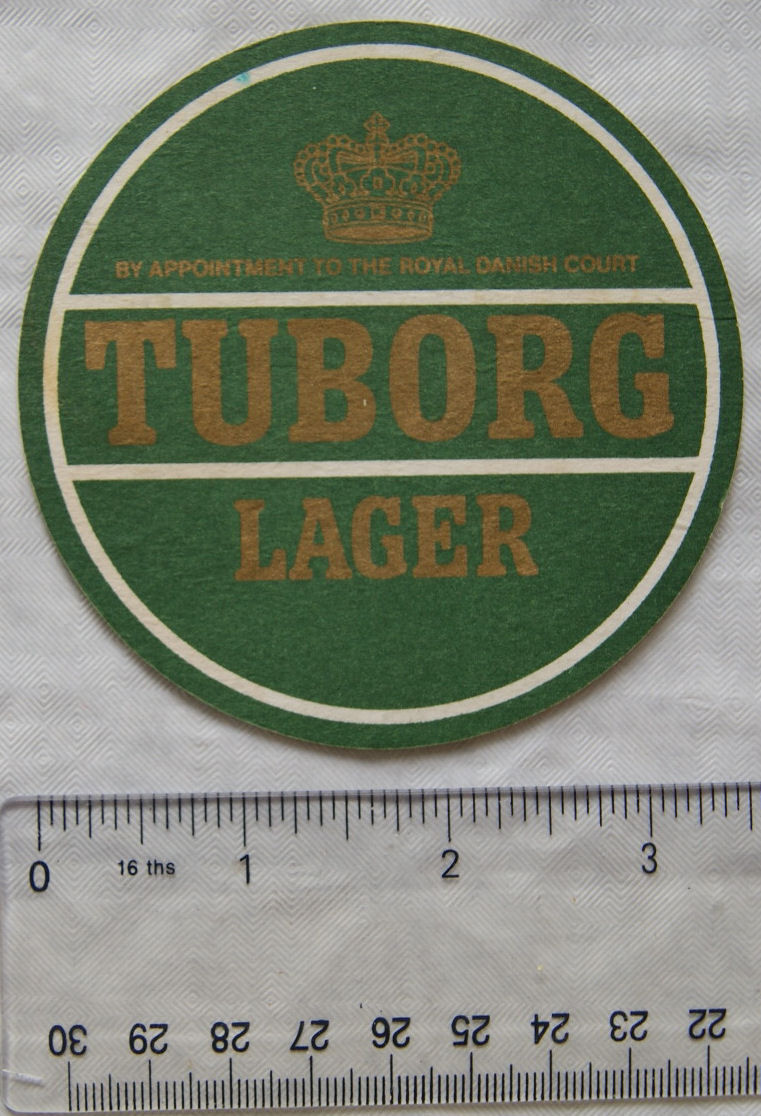 BY APPOINTMENT TO THE ROYAL DANISH COURT
TUBORG
LAGER
0 16 ths 1 2 3
30 29 28 27 26 25 24 23 22